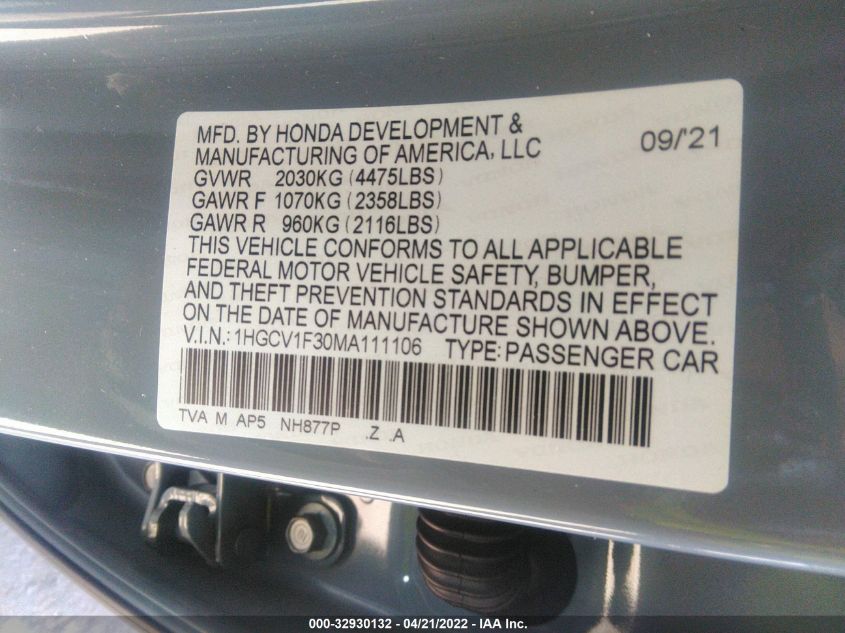 MFD. BY HONDA DEVELOPMENT &
MANUFACTURING OF AMERICA, LLC
09/'21
GVWR 2030KG (4475LBS)
GAWR F 1070KG (2358LBS)
GAWR R 960KG (2116LBS)
THIS VEHICLE CONFORMS TO ALL APPLICABLE
FEDERAL MOTOR VEHICLE SAFETY, BUMPER,
AND THEFT PREVENTION STANDARDS IN EFFECT
ON THE DATE OF MANUFACTURE SHOWN ABOVE.
V.I.N.: 1HGCV1F30MA111106 TYPE: PASSENGER CAR
TVA M AP5 NH877P .Z .A
000-32930132 - 04/21/2022 - IAA Inc.